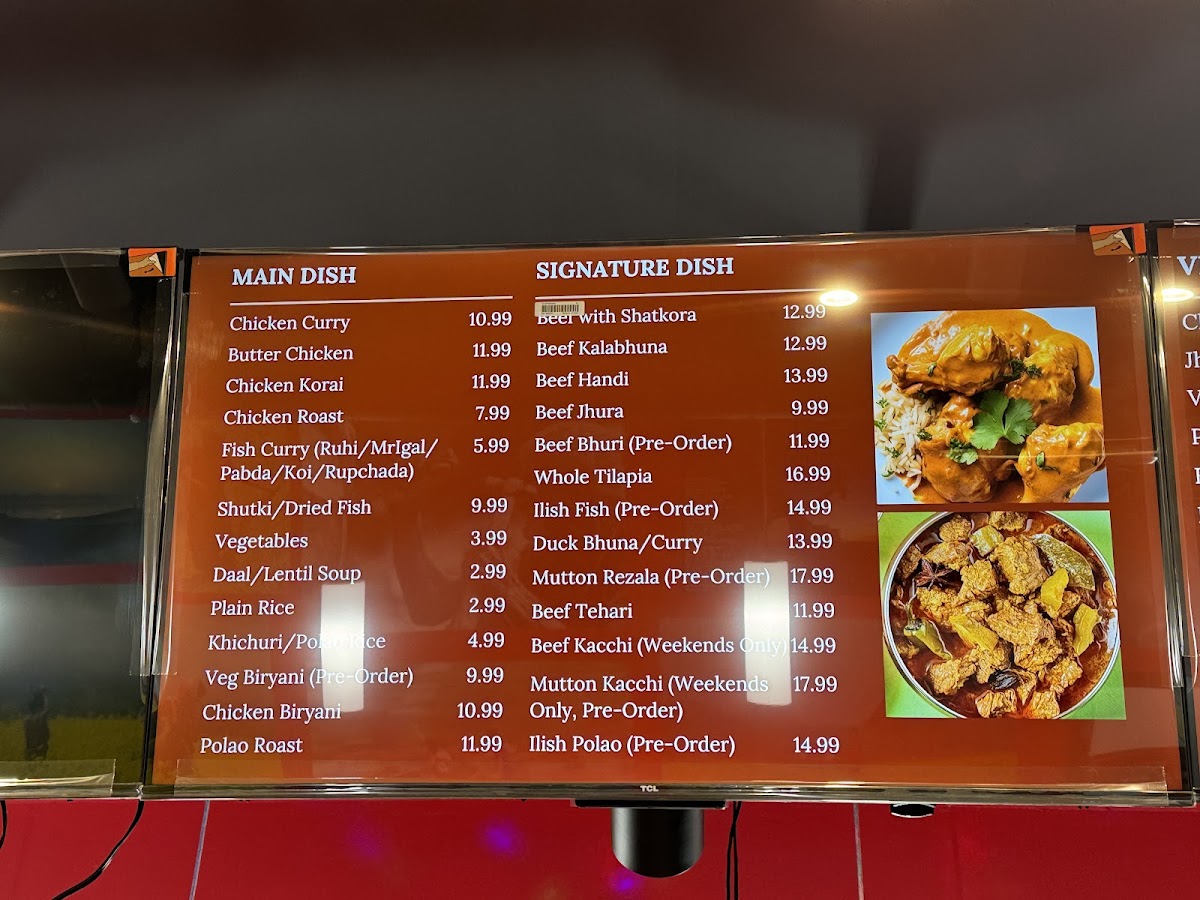 MAIN DISH
Chicken Curry 10.99
Butter Chicken 11.99
Chicken Korai 11.99
Chicken Roast 7.99
Fish Curry (Ruhi/MrIgal/ 5.99
Pabda/Koi/Rupchada)
Shutki/Dried Fish 9.99
Vegetables 3.99
Daal/Lentil Soup 2.99
Plain Rice 2.99
Khichuri/Polao Rice 4.99
Veg Biryani (Pre-Order) 9.99
Chicken Biryani 10.99
Polao Roast 11.99
SIGNATURE DISH
Beef with Shatkora 12.99
Beef Kalabhuna 12.99
Beef Handi 13.99
Beef Jhura 9.99
Beef Bhuri (Pre-Order) 11.99
Whole Tilapia 16.99
Ilish Fish (Pre-Order) 14.99
Duck Bhuna/Curry 13.99
Mutton Rezala (Pre-Order) 17.99
Beef Tehari 11.99
Beef Kacchi (Weekends Only) 14.99
Mutton Kacchi (Weekends 17.99
Only, Pre-Order)
Ilish Polao (Pre-Order) 14.99
TCL